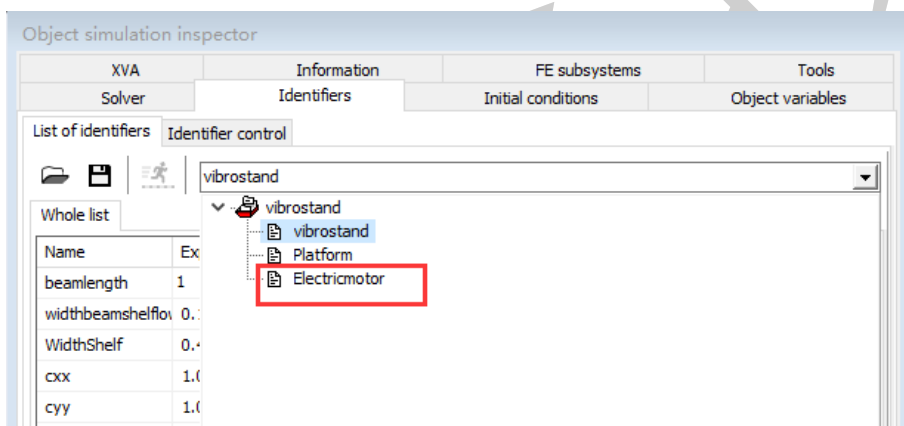 Object simulation inspector
XVA Information FE subsystems Tools
Solver Identifiers Initial conditions Object variables
List of identifiers Identifier control
vibrostand
Whole list
vibrostand
vibrostand
Platform
Electricmotor
Name
beamlength 1
WidthShelf
cxx
cyy